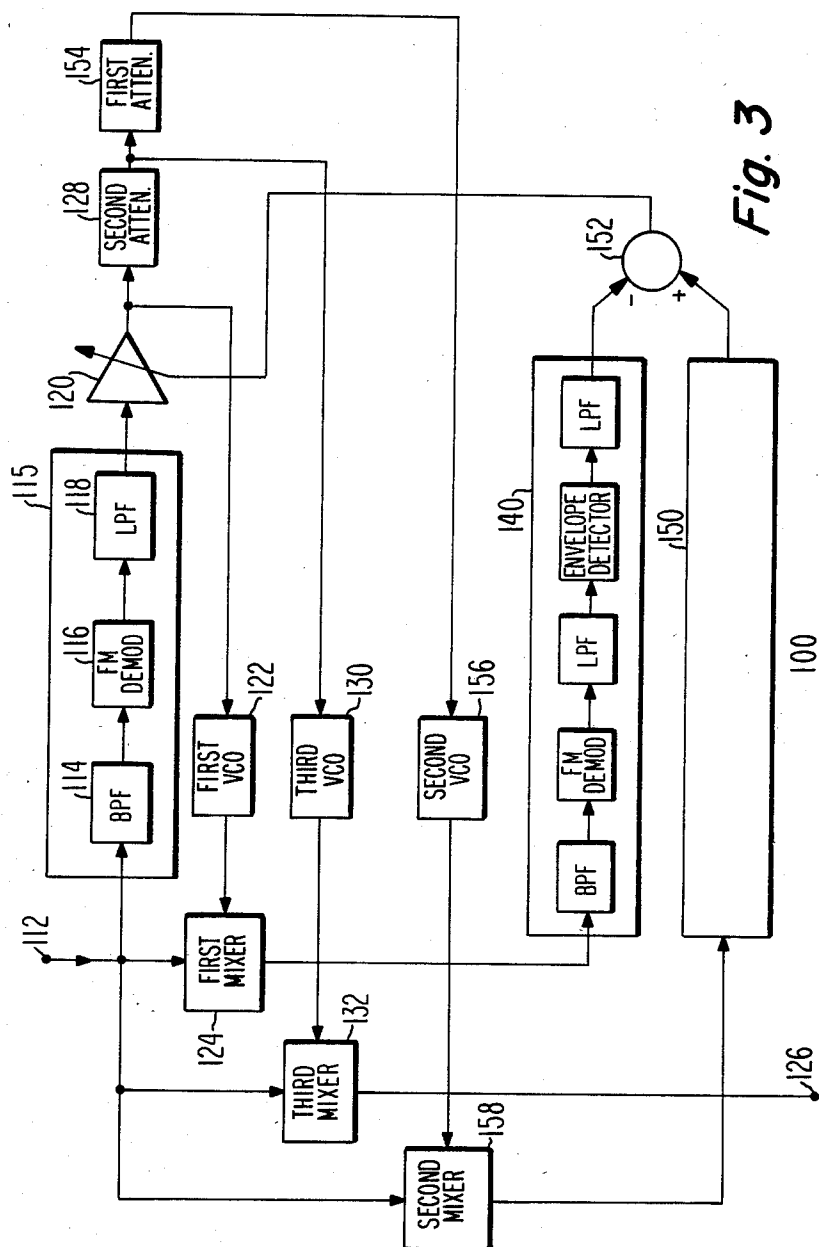 112
115
114
BPF
116
FM
DEMOD
118
LPF
120
128
SECOND
ATTEN.
154
FIRST
ATTEN.
124
FIRST
MIXER
122
FIRST
VCO
132
THIRD
MIXER
130
THIRD
VCO
158
SECOND
MIXER
156
SECOND
VCO
126
140
BPF
FM
DEMOD
LPF
ENVELOPE
DETECTOR
LPF
150
152
-
+
100
Fig. 3